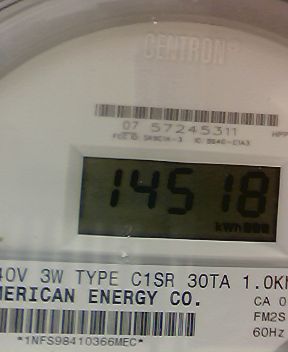 CENTRON®
07 57245311
14518
kWh
40V 3W TYPE C1SR 30TA 1.0Kh
MERICAN ENERGY CO.
CA 0
FM2S
60Hz
*1NFS98410366MEC*